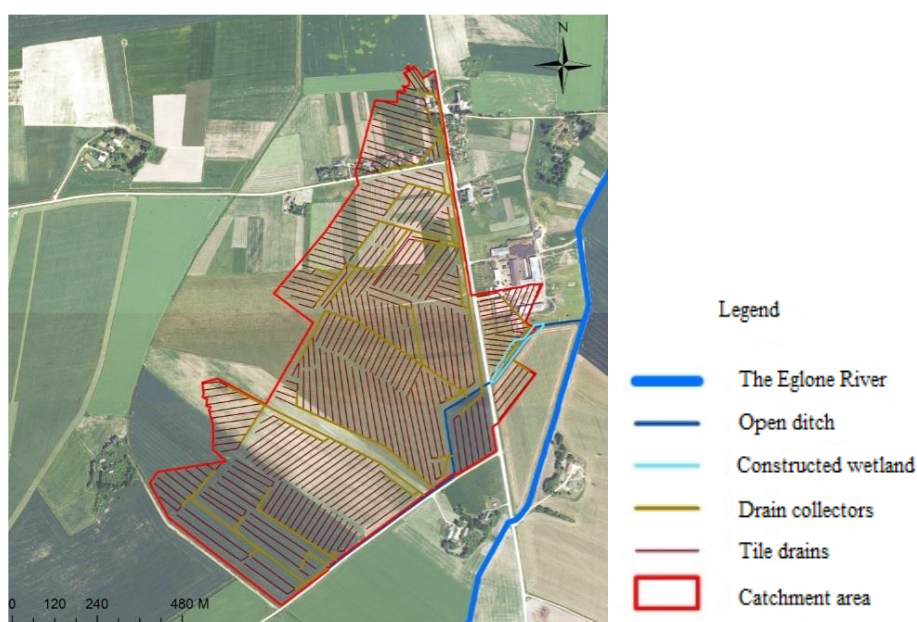 N
0 120 240 480 M
Legend
The Eglone River
Open ditch
Constructed wetland
Drain collectors
Tile drains
Catchment area